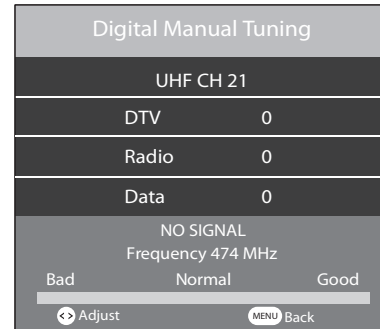 Digital Manual Tuning
UHF CH 21
DTV 0
Radio 0
Data 0
NO SIGNAL
Frequency 474 MHz
Bad Normal Good
<> Adjust MENU Back